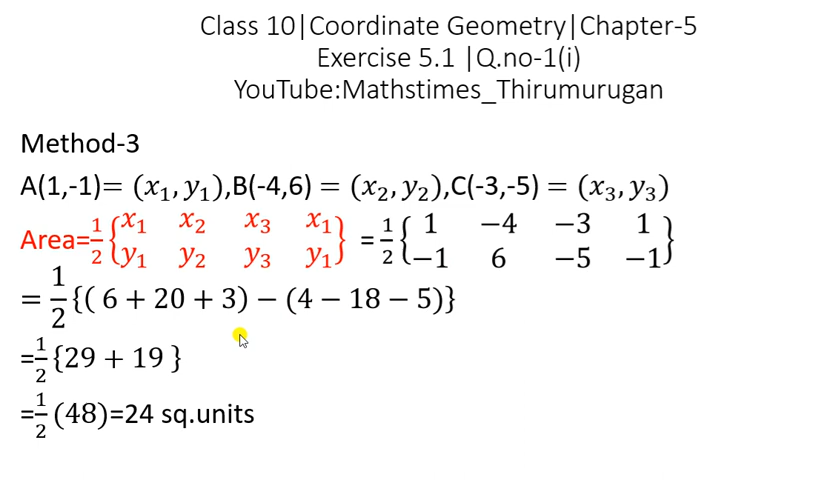 Class 10|Coordinate Geometry|Chapter-5
Exercise 5.1 |Q.no-1(i)
YouTube:Mathstimes_Thirumurugan
Method-3
A(1,-1)= (x₁, y₁),B(-4,6) = (x₂, y₂),C(-3,-5) = (x₃, y₃)
Area=1/2{x₁ x₂ x₃ x₁ / y₁ y₂ y₃ y₁} = 1/2{1 −4 −3 1 / −1 6 −5 −1}
= 1/2{( 6 + 20 + 3) − (4 − 18 − 5)}
=1/2{29 + 19 }
=1/2(48)=24 sq.units